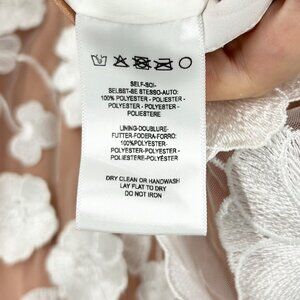 SELF-SOI-
SELBST-BE STESSO-AUTO:
100% POLYESTER - POLIESTER -
POLYESTER - POLYESTER -
POLIESTERE-POLYESTER
LINING-DOUBLURE-
FUTTER-FODERA-FORRO:
100%POLYESTER-
POLYESTER-POLYESTER -
POLIESTERE-POLIESTER
DRY CLEAN OR HANDWASH
LAY FLAT TO DRY
DO NOT IRON